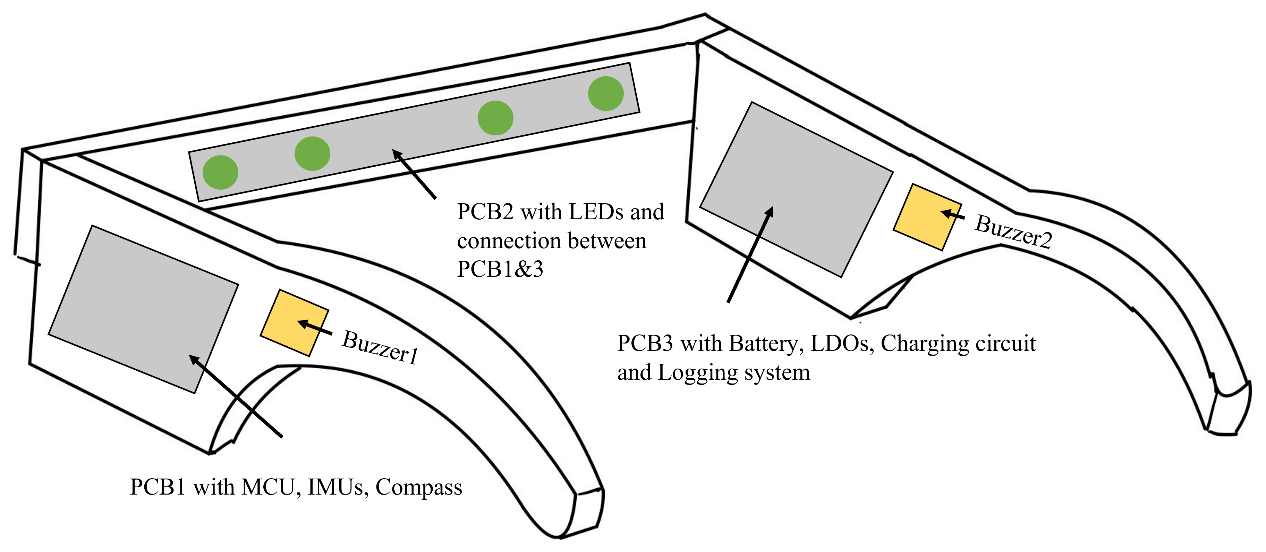 PCB2 with LEDs and
connection between
PCB1&3
Buzzer2
Buzzer1
PCB3 with Battery, LDOs, Charging circuit
and Logging system
PCB1 with MCU, IMUs, Compass